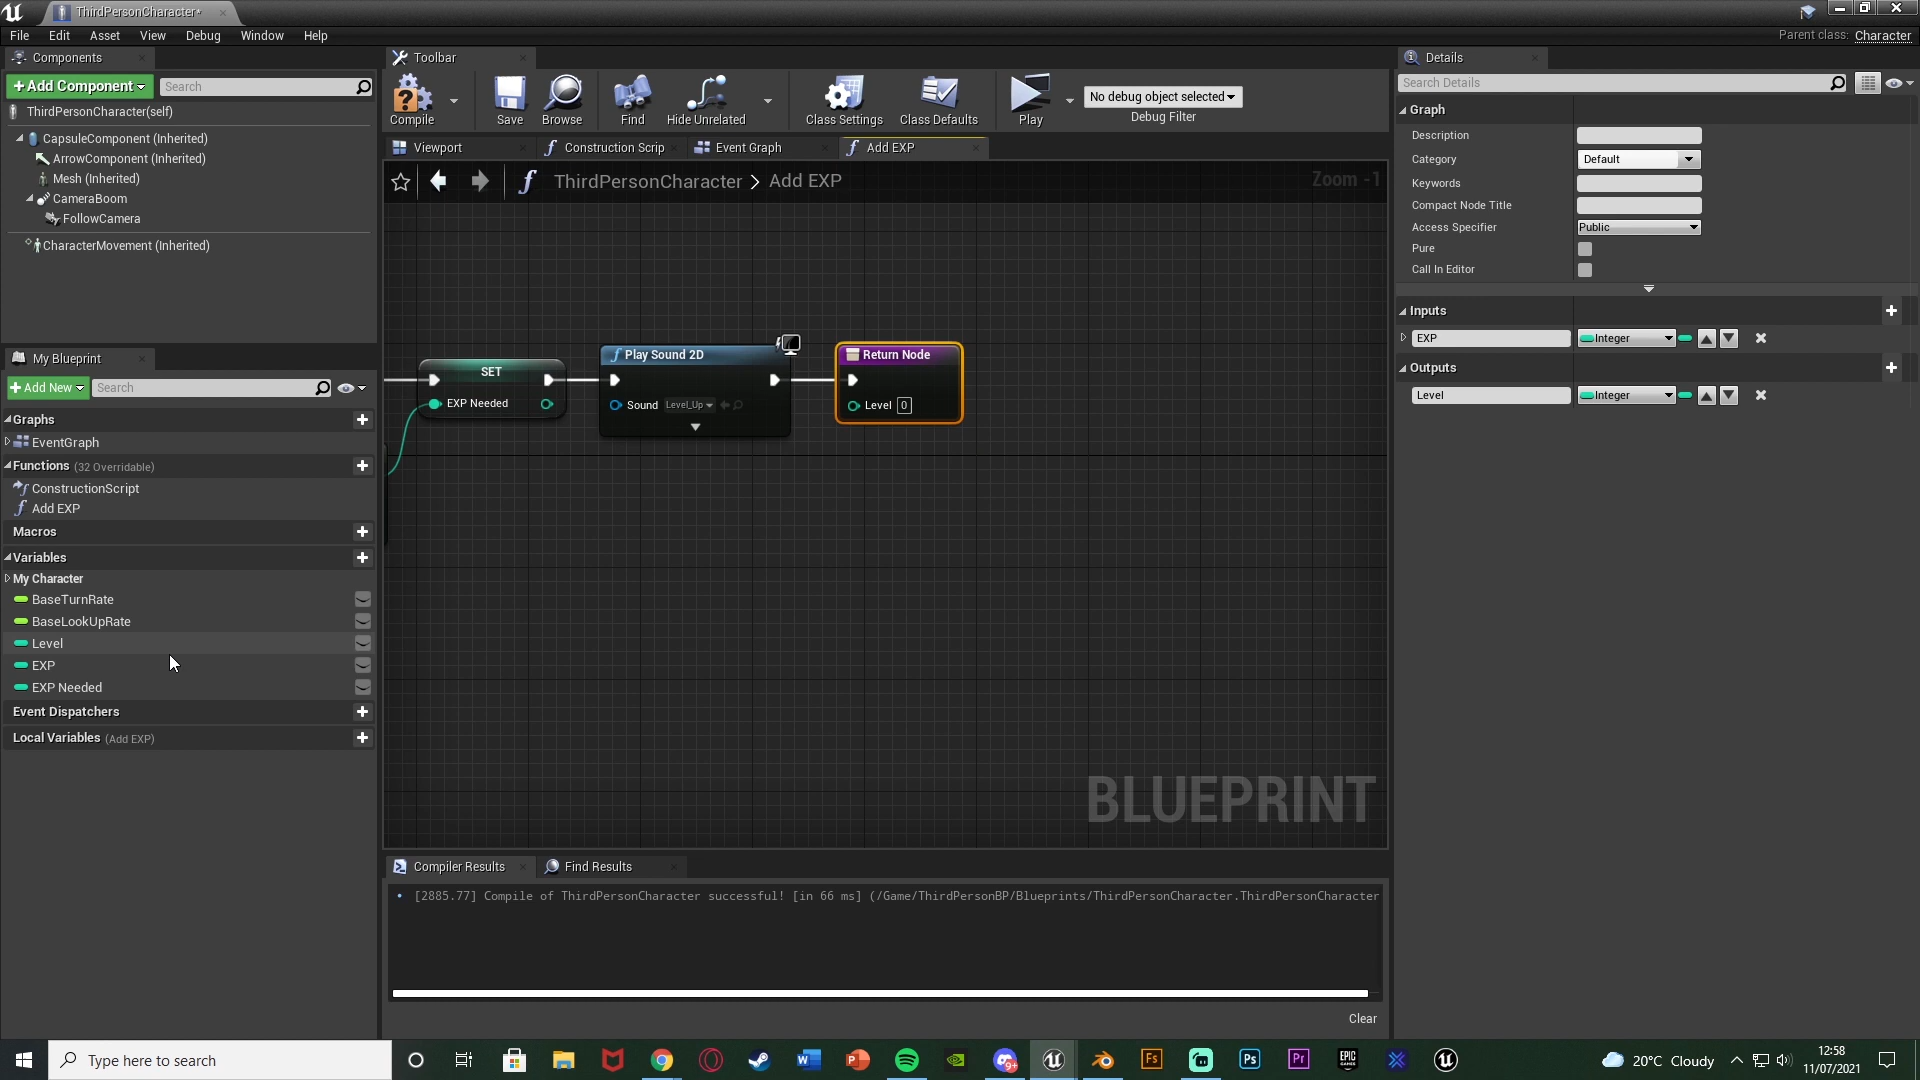 ThirdPersonCharacter*
File Edit Asset View Debug Window Help
Parent class: Character
Components
+Add Component
Search
ThirdPersonCharacter(self)
CapsuleComponent (Inherited)
ArrowComponent (Inherited)
Mesh (Inherited)
CameraBoom
FollowCamera
CharacterMovement (Inherited)
My Blueprint
+Add New
Search
Graphs
EventGraph
Functions (32 Overridable)
ConstructionScript
Add EXP
Macros
Variables
My Character
BaseTurnRate
BaseLookUpRate
Level
EXP
EXP Needed
Event Dispatchers
Local Variables (Add EXP)
Toolbar
Compile
Save
Browse
Find
Hide Unrelated
Class Settings
Class Defaults
Play
No debug object selected
Debug Filter
Viewport
Construction Scrip
Event Graph
Add EXP
ThirdPersonCharacter > Add EXP
Zoom -1
SET
EXP Needed
Play Sound 2D
Sound Level_Up
Return Node
Level 0
BLUEPRINT
Compiler Results
Find Results
[2885.77] Compile of ThirdPersonCharacter successful! [in 66 ms] (/Game/ThirdPersonBP/Blueprints/ThirdPersonCharacter.ThirdPersonCharacter
Clear
Details
Search Details
Graph
Description
Category Default
Keywords
Compact Node Title
Access Specifier Public
Pure
Call In Editor
Inputs
EXP Integer
Outputs
Level Integer
Type here to search
9+
Fs
Ps
Pr
EPIC GAMES
20°C Cloudy
12:58
11/07/2021